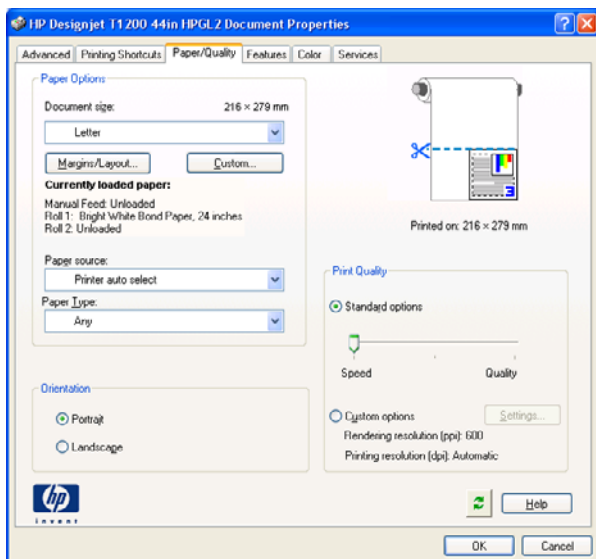 HP Designjet T1200 44in HPGL2 Document Properties
Advanced Printing Shortcuts Paper/Quality Features Color Services
Paper Options
Document size: 216 × 279 mm
Letter
Margins/Layout... Custom...
Currently loaded paper:
Manual Feed: Unloaded
Roll 1: Bright White Bond Paper, 24 inches
Roll 2: Unloaded
Paper source:
Printer auto select
Paper Type:
Any
Orientation
Portrait
Landscape
3
Printed on: 216 × 279 mm
Print Quality
Standard options
Speed Quality
Custom options Settings...
Rendering resolution (ppi): 600
Printing resolution (dpi): Automatic
hp
invent
Help
OK Cancel